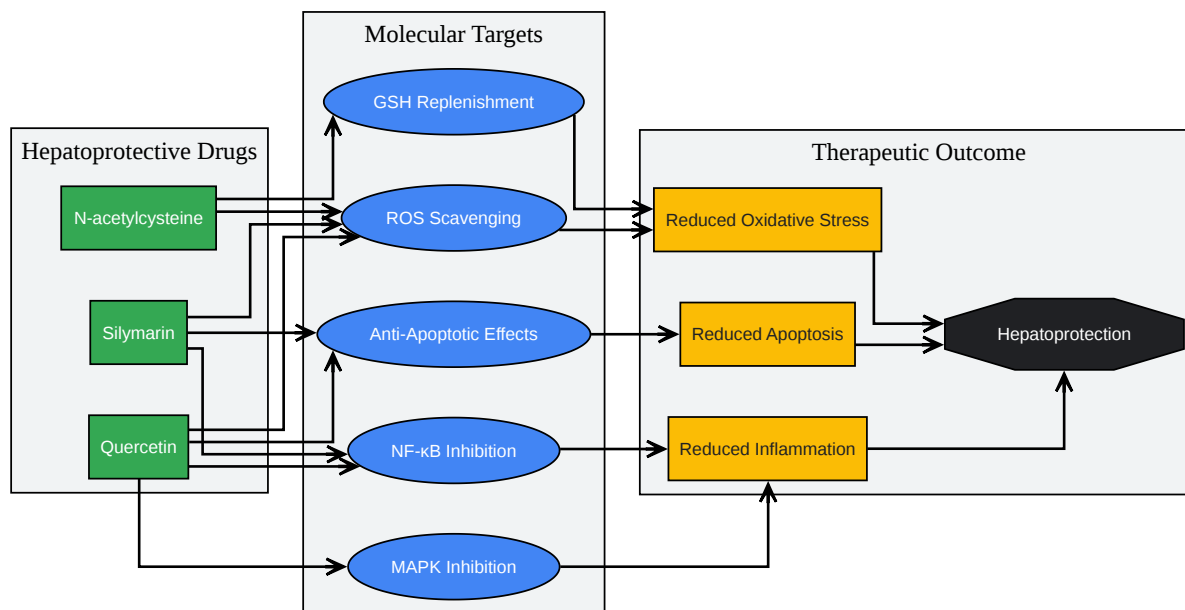 Hepatoprotective Drugs
N-acetylcysteine
Silymarin
Quercetin
Molecular Targets
GSH Replenishment
ROS Scavenging
Anti-Apoptotic Effects
NF-κB Inhibition
MAPK Inhibition
Therapeutic Outcome
Reduced Oxidative Stress
Reduced Apoptosis
Reduced Inflammation
Hepatoprotection